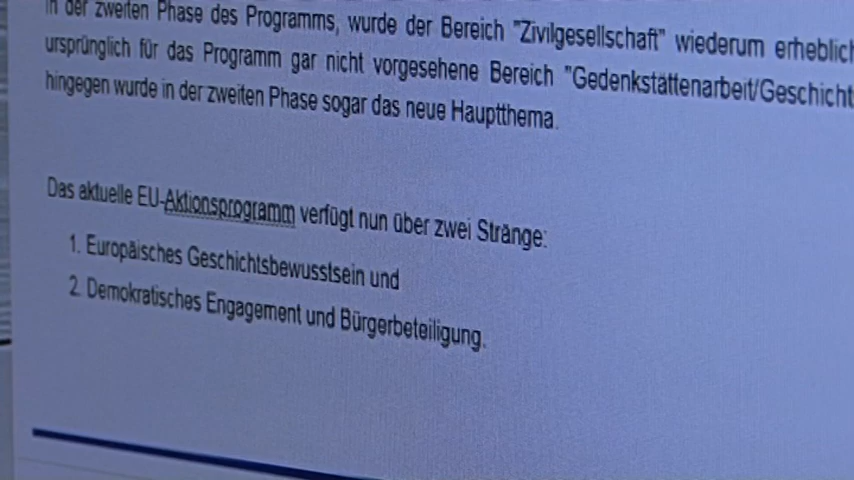 In der zweiten Phase des Programms, wurde der Bereich "Zivilgesellschaft" wiederum erheblich
ursprünglich für das Programm gar nicht vorgesehene Bereich "Gedenkstättenarbeit/Geschicht
hingegen wurde in der zweiten Phase sogar das neue Hauptthema.
Das aktuelle EU-Aktionsprogramm verfügt nun über zwei Stränge:
1. Europäisches Geschichtsbewusstsein und
2. Demokratisches Engagement und Bürgerbeteiligung.